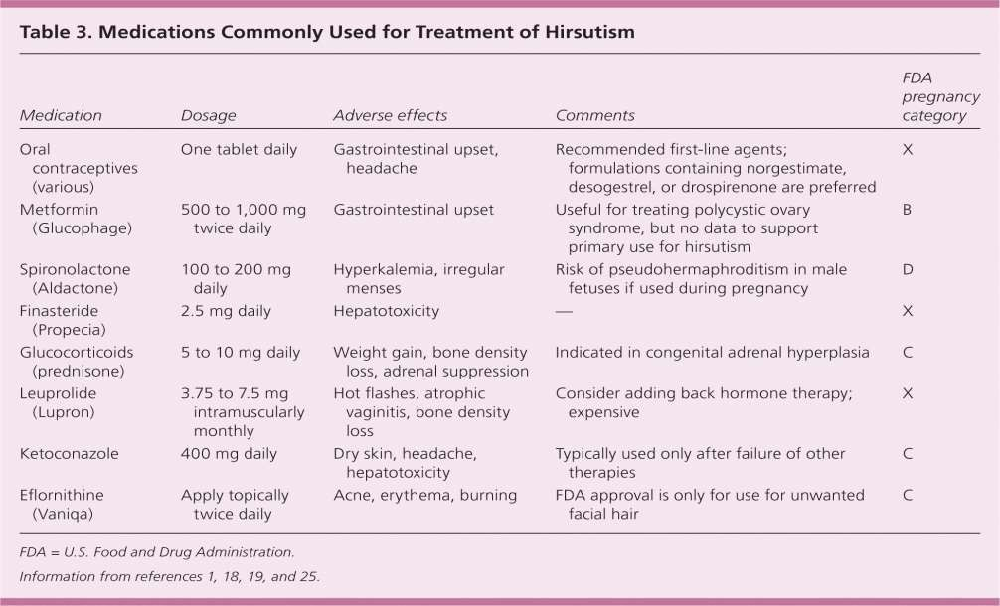 Table 3. Medications Commonly Used for Treatment of Hirsutism
Medication Dosage Adverse effects Comments FDA pregnancy category
Oral contraceptives (various) One tablet daily Gastrointestinal upset, headache Recommended first-line agents; formulations containing norgestimate, desogestrel, or drospirenone are preferred X
Metformin (Glucophage) 500 to 1,000 mg twice daily Gastrointestinal upset Useful for treating polycystic ovary syndrome, but no data to support primary use for hirsutism B
Spironolactone (Aldactone) 100 to 200 mg daily Hyperkalemia, irregular menses Risk of pseudohermaphroditism in male fetuses if used during pregnancy D
Finasteride (Propecia) 2.5 mg daily Hepatotoxicity — X
Glucocorticoids (prednisone) 5 to 10 mg daily Weight gain, bone density loss, adrenal suppression Indicated in congenital adrenal hyperplasia C
Leuprolide (Lupron) 3.75 to 7.5 mg intramuscularly monthly Hot flashes, atrophic vaginitis, bone density loss Consider adding back hormone therapy; expensive X
Ketoconazole 400 mg daily Dry skin, headache, hepatotoxicity Typically used only after failure of other therapies C
Eflornithine (Vaniqa) Apply topically twice daily Acne, erythema, burning FDA approval is only for use for unwanted facial hair C
FDA = U.S. Food and Drug Administration.
Information from references 1, 18, 19, and 25.